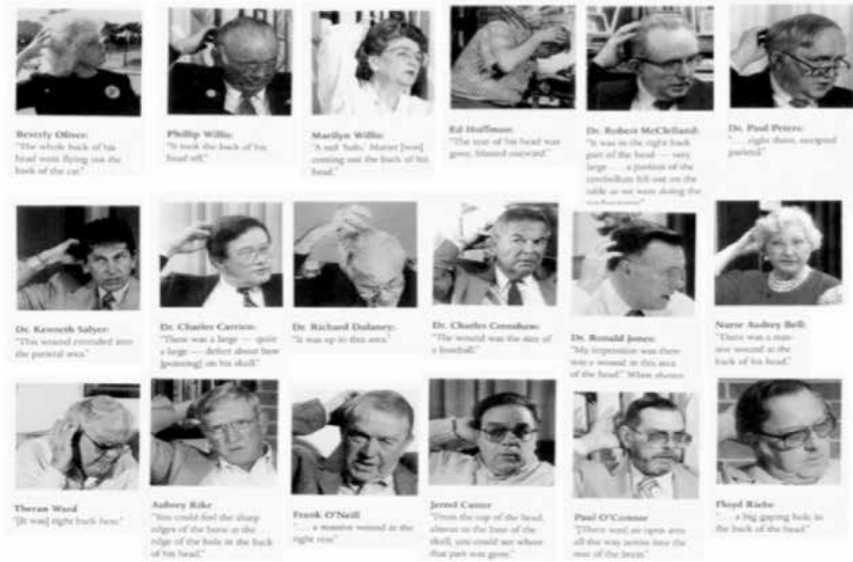 Beverly Oliver:
"The whole back of his
head went flying out the
back of the car."
Phillip Willis:
"It took the back of his
head off."
Marilyn Willis:
"A red 'halo.' Matter [was]
coming out the back of his
head."
Ed Hoffman:
"The rear of his head was
gone, blasted outward."
Dr. Robert McClelland:
"It was in the right back
part of the head — very
large . . . a portion of the
cerebellum fell out on the
table as we were doing the
Dr. Paul Peters:
". . . right there, occipital
parietal."
Dr. Kenneth Salyer:
"This wound extended into
the parietal area."
Dr. Charles Carrico:
"There was a large — quite
a large — defect about here
[pointing] on his skull."
Dr. Richard Dulaney:
"It was up in this area."
Dr. Charles Crenshaw:
"The wound was the size of
a baseball."
Dr. Ronald Jones:
"My impression was there
was a wound in this area
of the head." When shown
Nurse Audrey Bell:
"There was a mas-
sive wound at the
back of his head."
Theran Ward
"[It was] right back here."
Aubrey Rike
"You could feel the sharp
edges of the bone at the
edge of the hole in the back
of his head."
Frank O'Neill
". . . a massive wound in the
right rear."
Jerrol Custer
"From the top of the head,
almost to the base of the
skull, you could see where
that part was gone."
Paul O'Connor
"[There was] an open area
all the way across into the
rear of the brain."
Floyd Riebe
". . . a big gaping hole in
the back of the head."